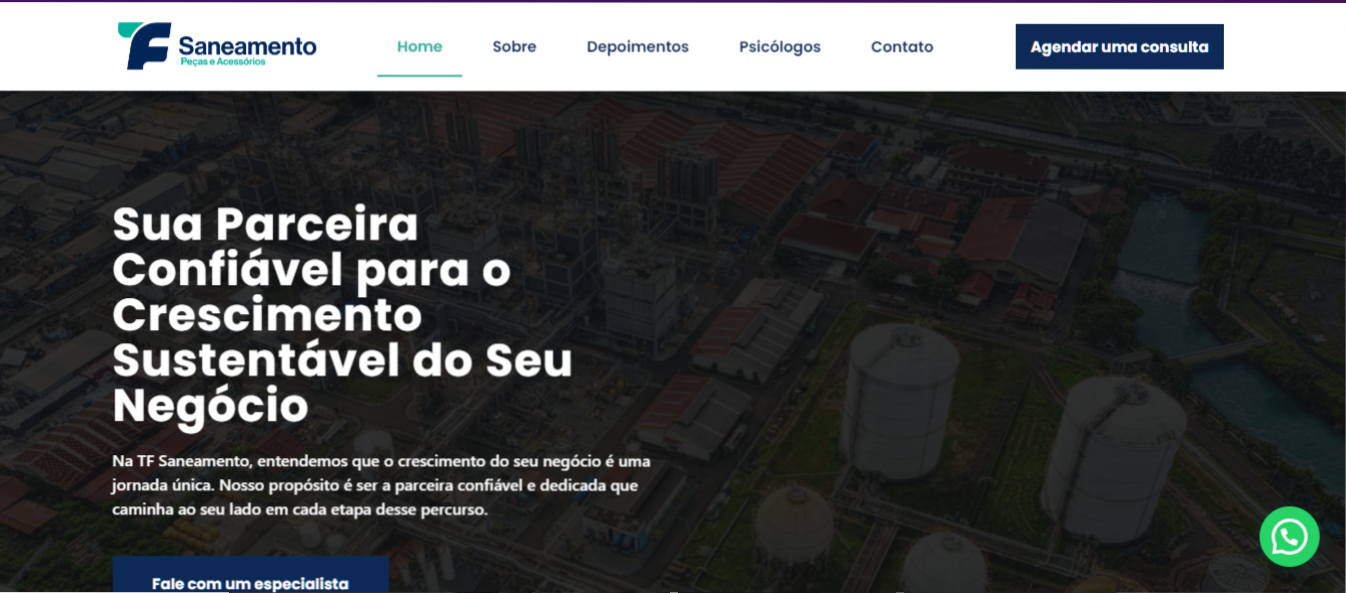 TF Saneamento
Peças e Acessórios
Home
Sobre
Depoimentos
Psicólogos
Contato
Agendar uma consulta
Sua Parceira
Confiável para o
Crescimento
Sustentável do Seu
Negócio
Na TF Saneamento, entendemos que o crescimento do seu negócio é uma
jornada única. Nosso propósito é ser a parceira confiável e dedicada que
caminha ao seu lado em cada etapa desse percurso.
Fale com um especialista